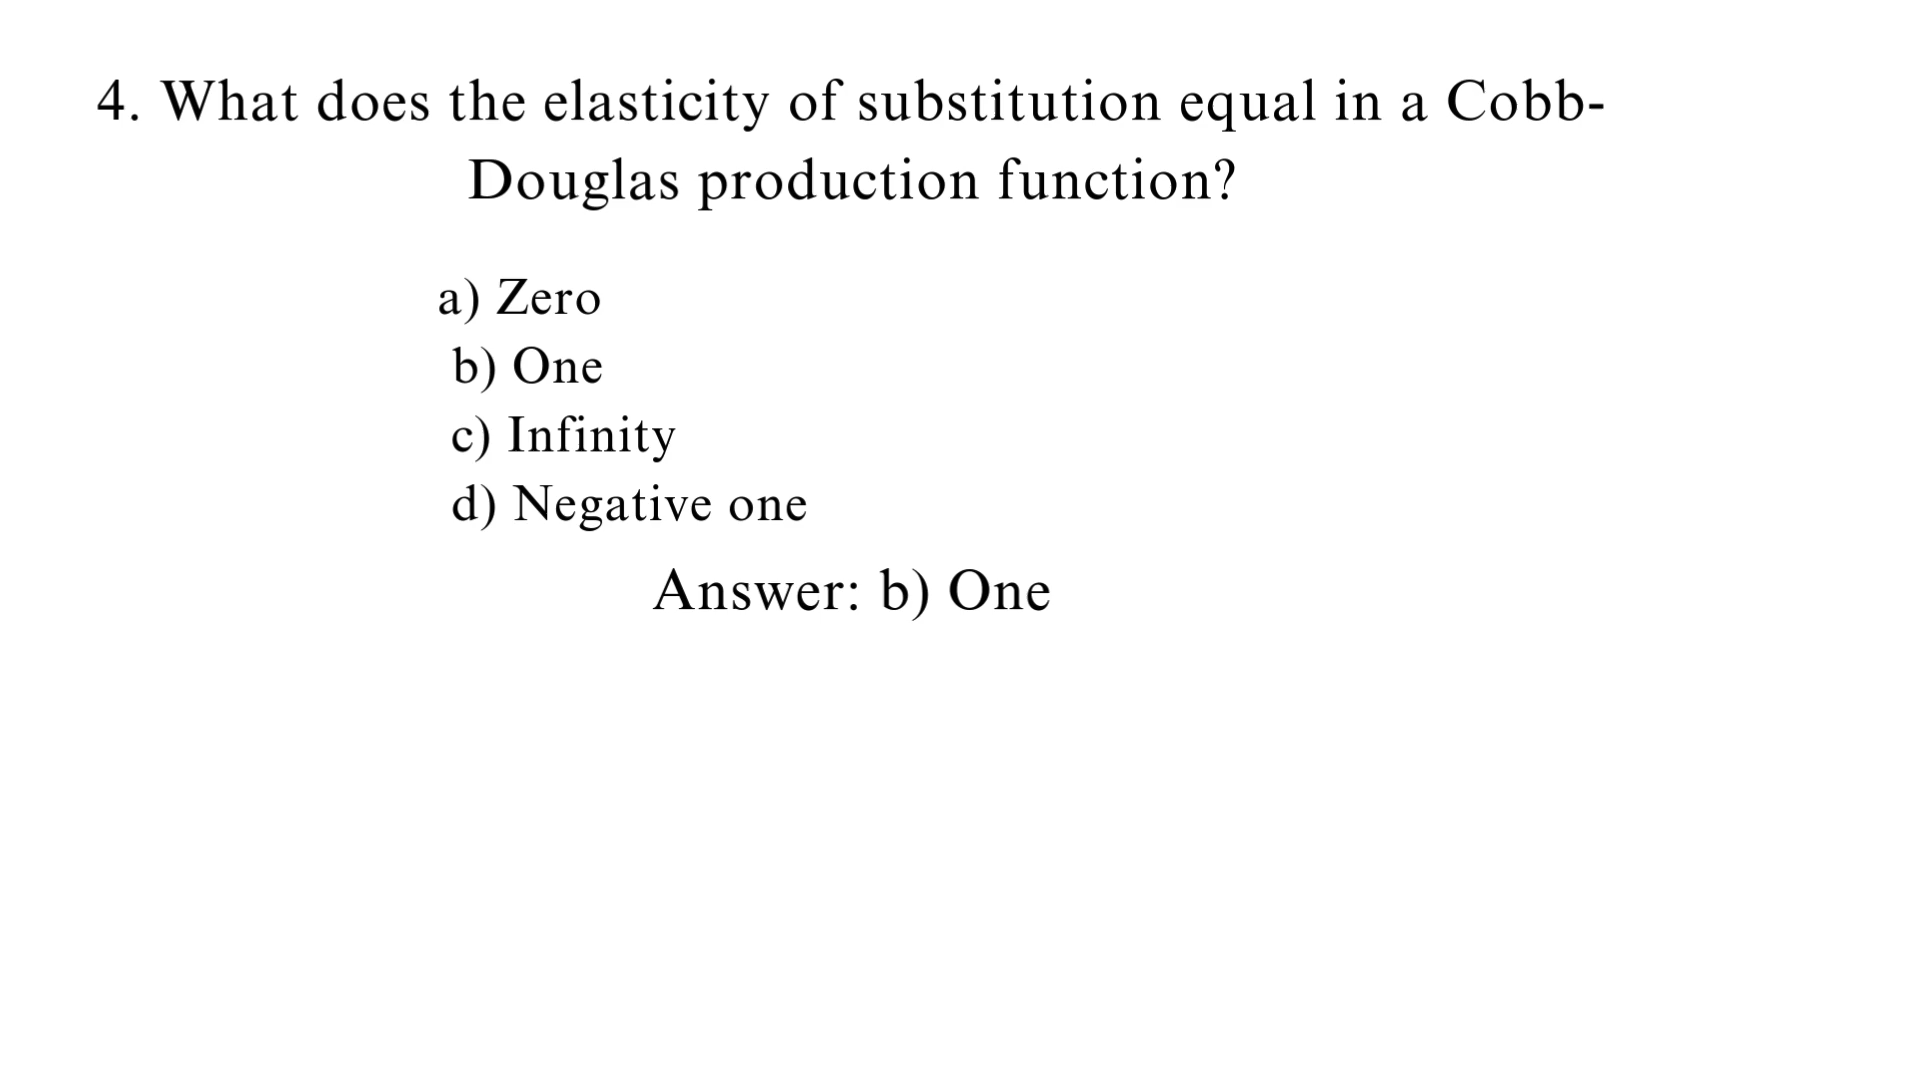 4. What does the elasticity of substitution equal in a Cobb-
Douglas production function?
a) Zero
b) One
c) Infinity
d) Negative one
Answer: b) One